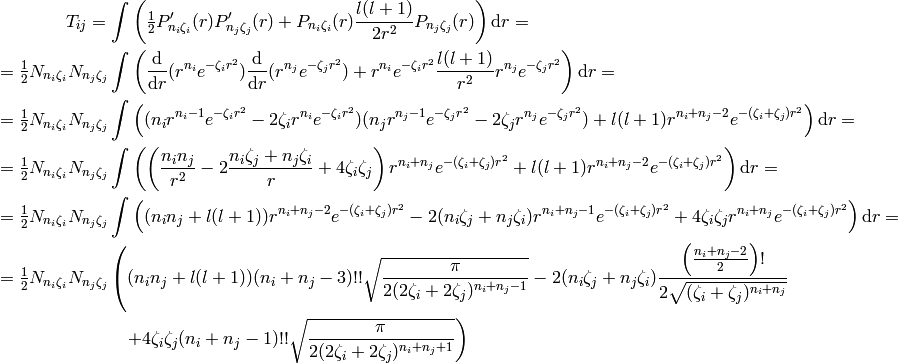 T_{ij} = \int \left( \tfrac{1}{2} P'_{n_i\zeta_i}(r) P'_{n_j\zeta_j}(r) + P_{n_i\zeta_i}(r) \frac{l(l+1)}{2r^2} P_{n_j\zeta_j}(r) \right) \mathrm{d}r =
= \tfrac{1}{2} N_{n_i\zeta_i} N_{n_j\zeta_j} \int \left( \frac{\mathrm{d}}{\mathrm{d}r}(r^{n_i} e^{-\zeta_i r^2}) \frac{\mathrm{d}}{\mathrm{d}r}(r^{n_j} e^{-\zeta_j r^2}) + r^{n_i} e^{-\zeta_i r^2} \frac{l(l+1)}{r^2} r^{n_j} e^{-\zeta_j r^2} \right) \mathrm{d}r =
= \tfrac{1}{2} N_{n_i\zeta_i} N_{n_j\zeta_j} \int \left( (n_i r^{n_i-1} e^{-\zeta_i r^2} - 2\zeta_i r^{n_i} e^{-\zeta_i r^2})(n_j r^{n_j-1} e^{-\zeta_j r^2} - 2\zeta_j r^{n_j} e^{-\zeta_j r^2}) + l(l+1) r^{n_i+n_j-2} e^{-(\zeta_i+\zeta_j)r^2} \right) \mathrm{d}r =
= \tfrac{1}{2} N_{n_i\zeta_i} N_{n_j\zeta_j} \int \left( \left( \frac{n_i n_j}{r^2} - 2\frac{n_i\zeta_j + n_j\zeta_i}{r} + 4\zeta_i\zeta_j \right) r^{n_i+n_j} e^{-(\zeta_i+\zeta_j)r^2} + l(l+1) r^{n_i+n_j-2} e^{-(\zeta_i+\zeta_j)r^2} \right) \mathrm{d}r =
= \tfrac{1}{2} N_{n_i\zeta_i} N_{n_j\zeta_j} \int \left( (n_i n_j + l(l+1)) r^{n_i+n_j-2} e^{-(\zeta_i+\zeta_j)r^2} - 2(n_i\zeta_j + n_j\zeta_i) r^{n_i+n_j-1} e^{-(\zeta_i+\zeta_j)r^2} + 4\zeta_i\zeta_j r^{n_i+n_j} e^{-(\zeta_i+\zeta_j)r^2} \right) \mathrm{d}r =
= \tfrac{1}{2} N_{n_i\zeta_i} N_{n_j\zeta_j} \left( (n_i n_j + l(l+1))(n_i+n_j-3)!! \sqrt{\frac{\pi}{2(2\zeta_i+2\zeta_j)^{n_i+n_j-1}}} - 2(n_i\zeta_j + n_j\zeta_i) \frac{\left(\frac{n_i+n_j-2}{2}\right)!}{2\sqrt{(\zeta_i+\zeta_j)^{n_i+n_j}}} \right.
\left. + 4\zeta_i\zeta_j (n_i+n_j-1)!! \sqrt{\frac{\pi}{2(2\zeta_i+2\zeta_j)^{n_i+n_j+1}}} \right)